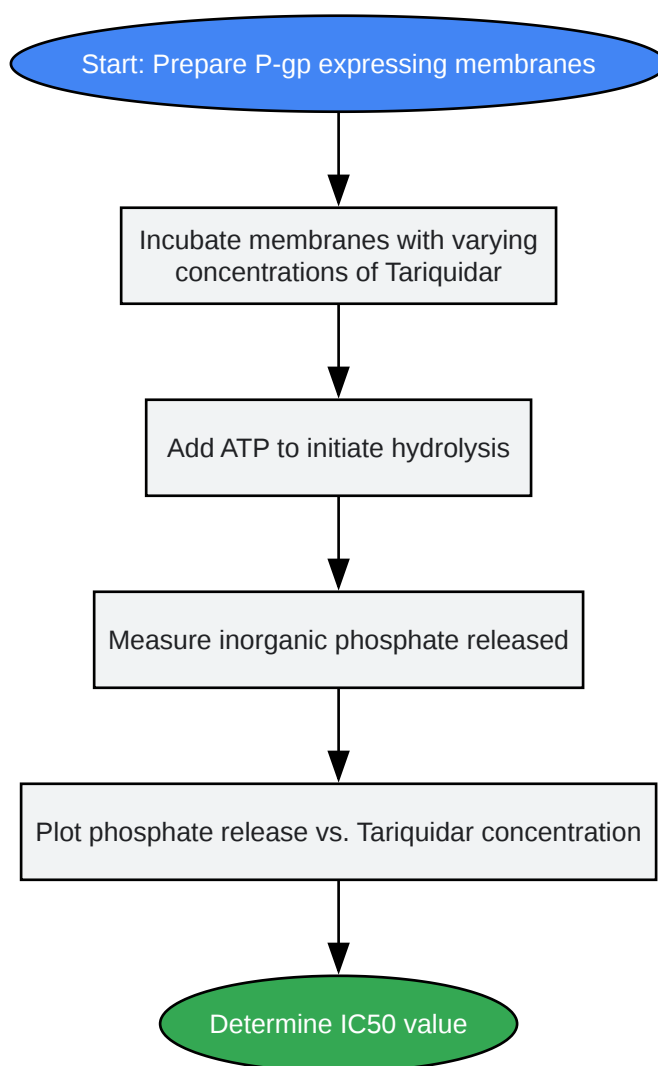 Start: Prepare P-gp expressing membranes
Incubate membranes with varying
concentrations of Tariquidar
Add ATP to initiate hydrolysis
Measure inorganic phosphate released
Plot phosphate release vs. Tariquidar concentration
Determine IC50 value